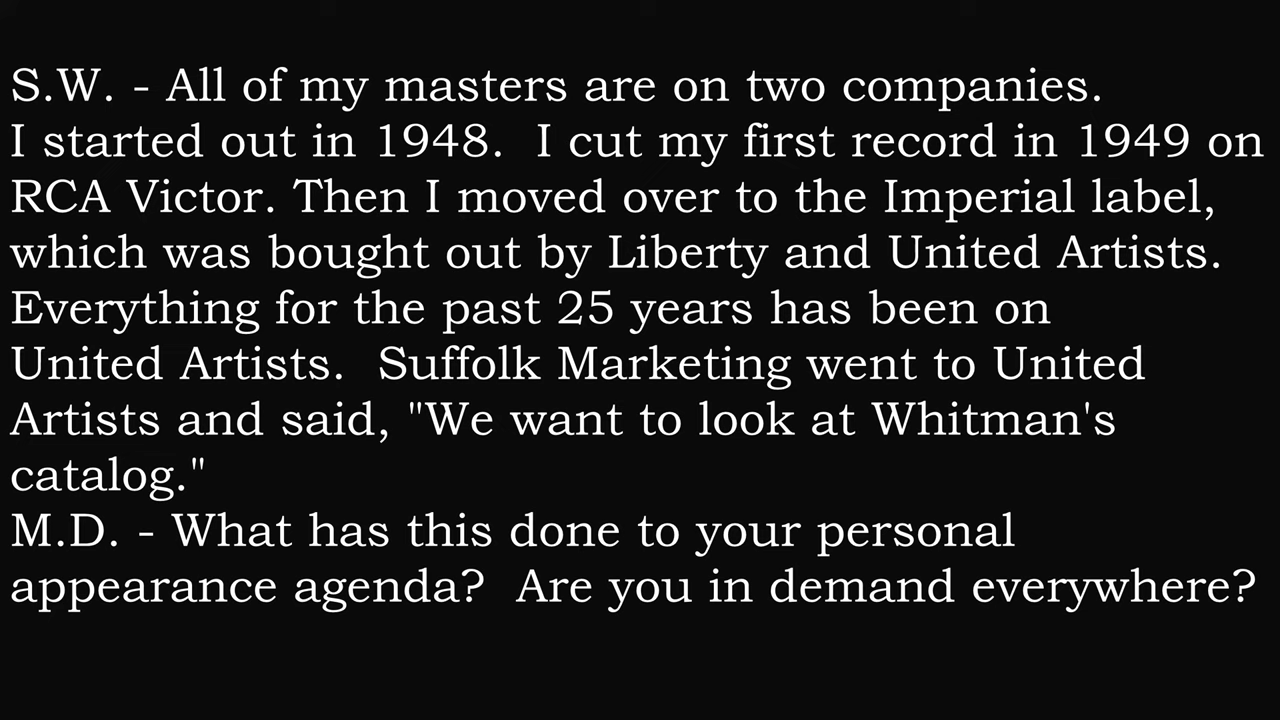 S.W. - All of my masters are on two companies.
I started out in 1948.  I cut my first record in 1949 on
RCA Victor. Then I moved over to the Imperial label,
which was bought out by Liberty and United Artists.
Everything for the past 25 years has been on
United Artists.  Suffolk Marketing went to United
Artists and said, "We want to look at Whitman's
catalog."
M.D. - What has this done to your personal
appearance agenda?  Are you in demand everywhere?